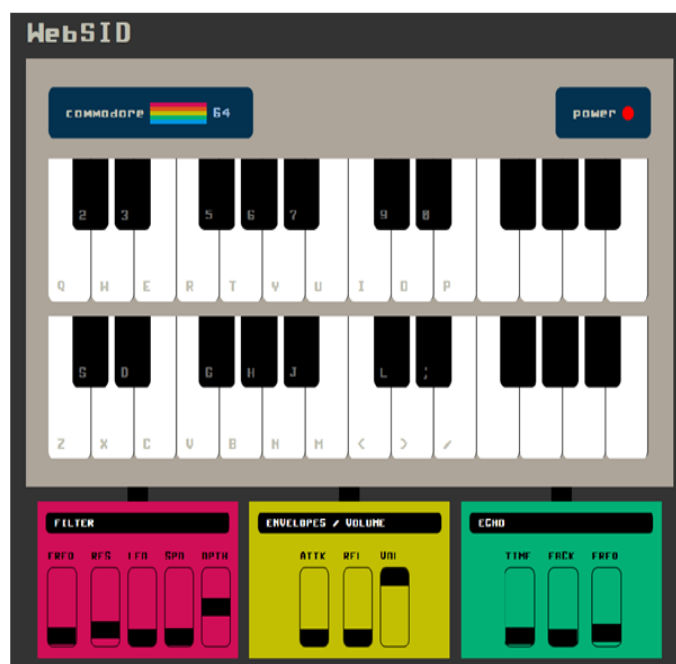 WebSID
commodore 64 power
2 3 5 6 7 9 0
Q W E R T Y U I O P
S D G H J L ;
Z X C V B N M < > /
FILTER ENVELOPES / VOLUME ECHO
FREQ RES LFO SPD DPTH ATTK REL VOL TIME FBCK FREQ